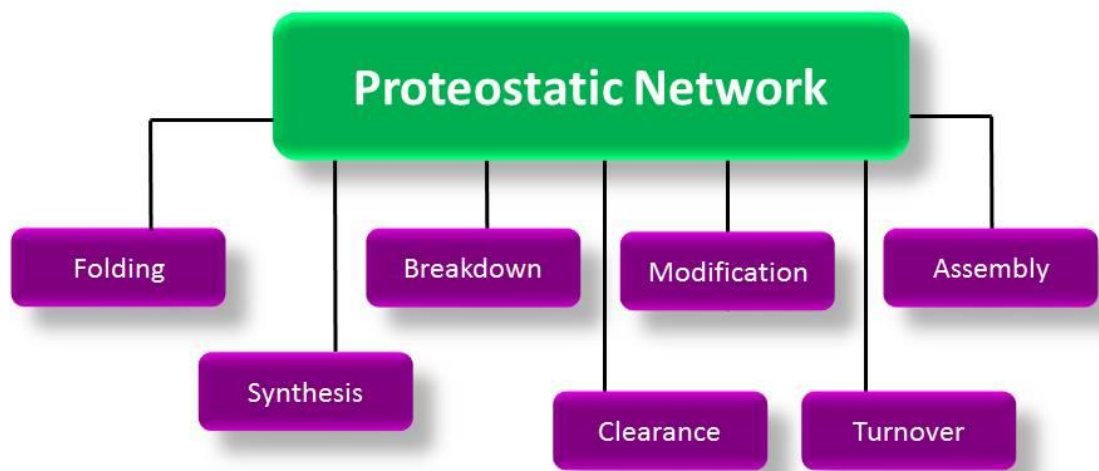 Proteostatic Network
Folding
Breakdown
Modification
Assembly
Synthesis
Clearance
Turnover